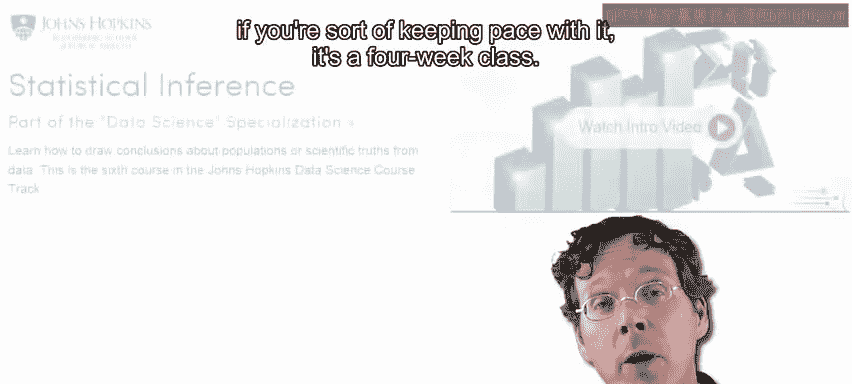 if you're sort of keeping pace with it,
it's a four-week class.
JOHNS HOPKINS
Statistical Inference
Part of the "Data Science" Specialization »
Watch Intro Video
Learn how to draw conclusions about populations or scientific truths from
data. This is the sixth course in the Johns Hopkins Data Science Course
Track